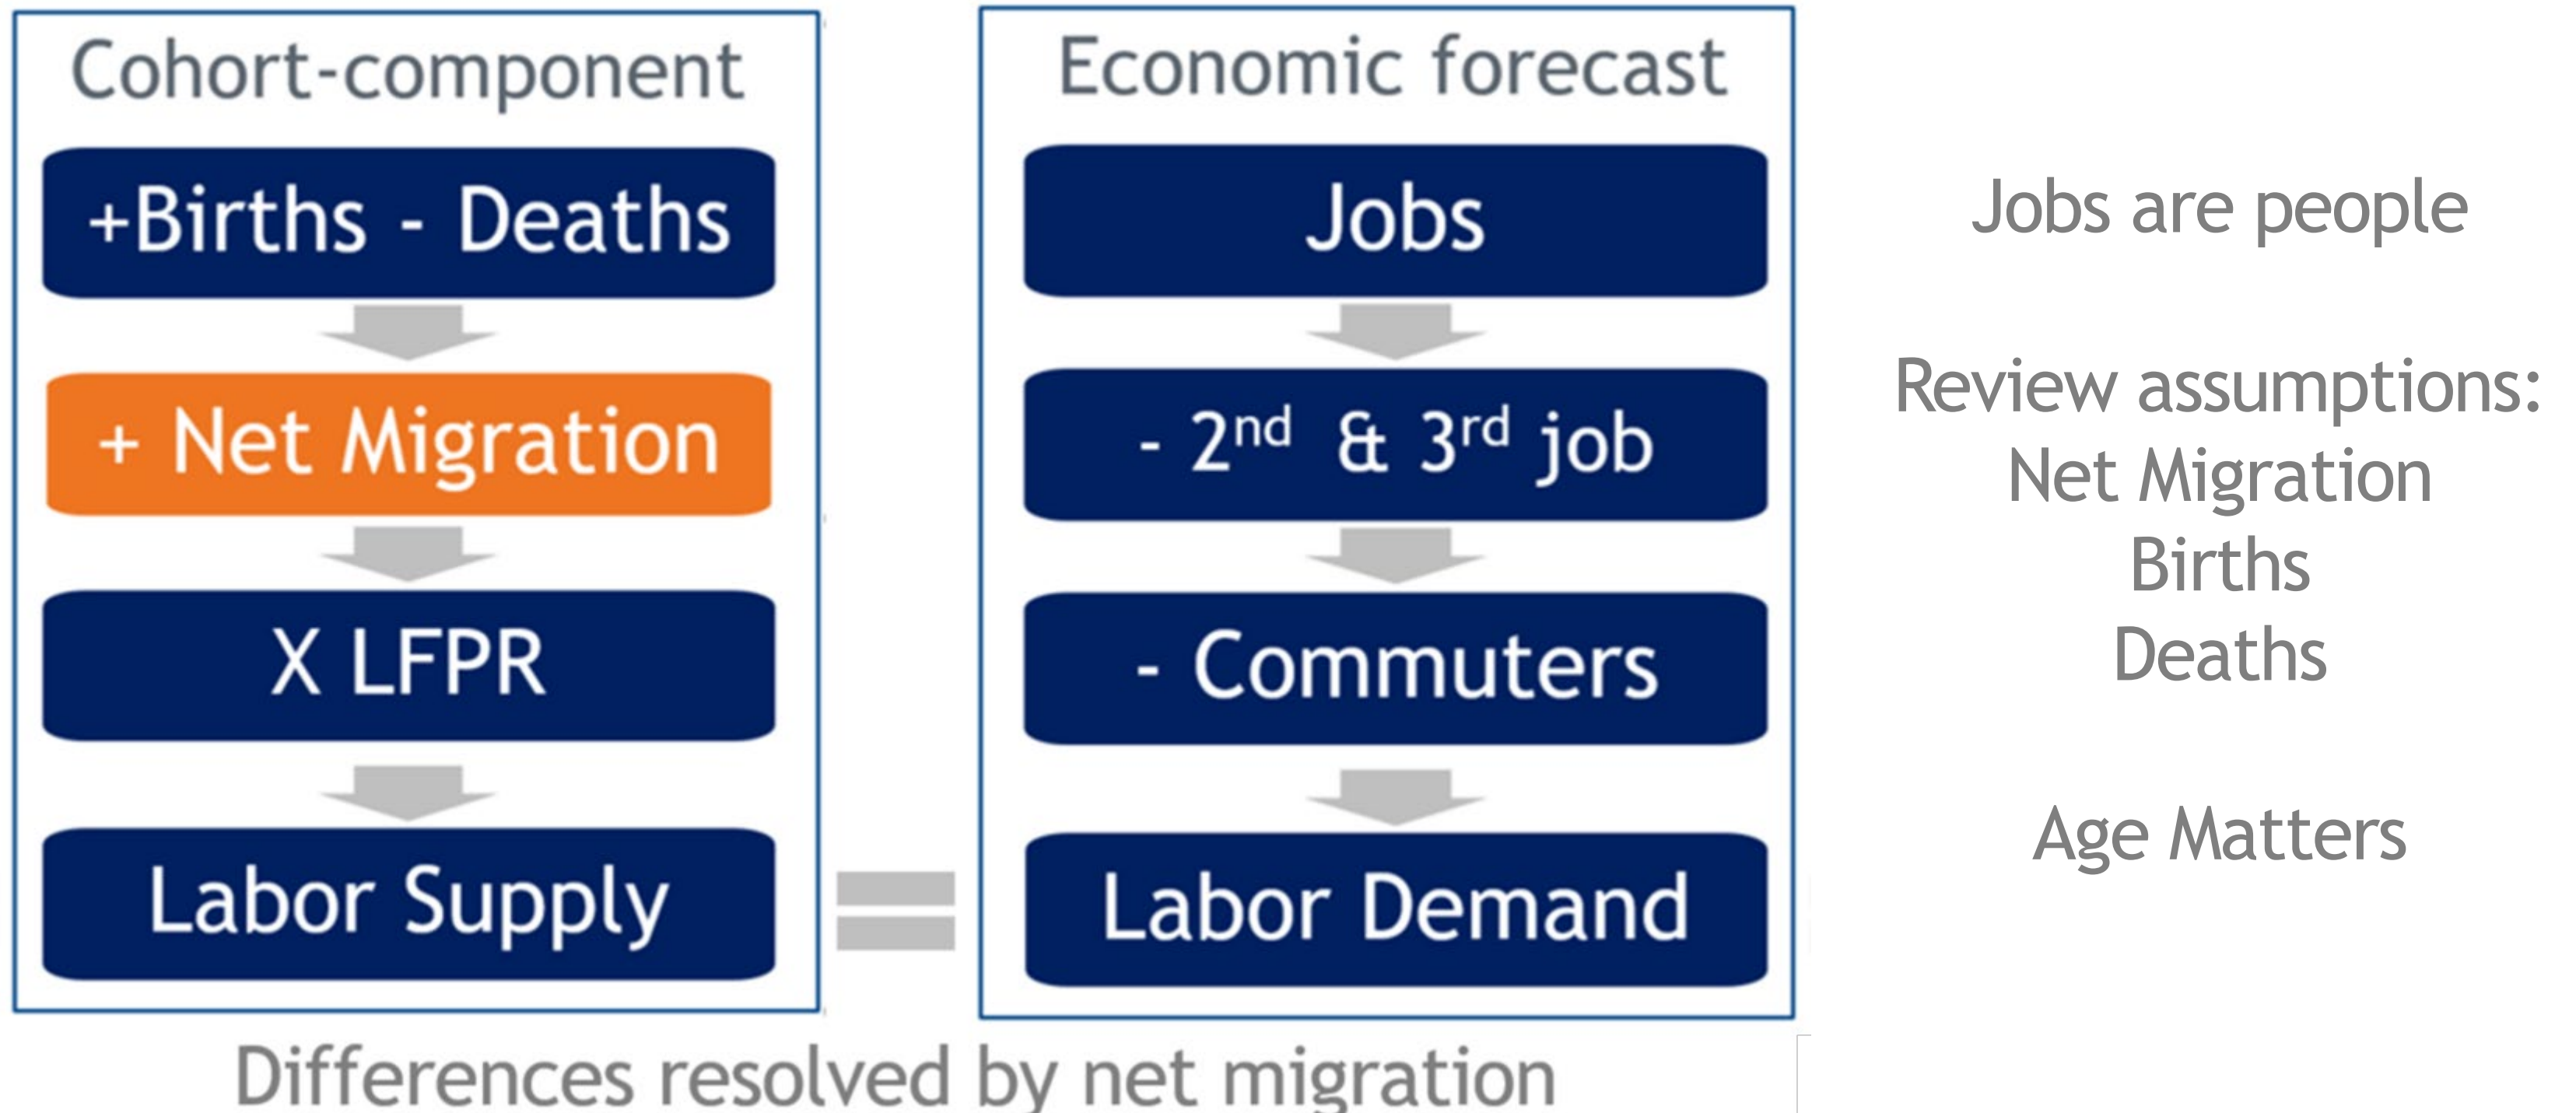 Cohort-component
+Births - Deaths
+ Net Migration
X LFPR
Labor Supply
=
Economic forecast
Jobs
- 2nd & 3rd job
- Commuters
Labor Demand
Differences resolved by net migration
Jobs are people
Review assumptions:
Net Migration
Births
Deaths
Age Matters